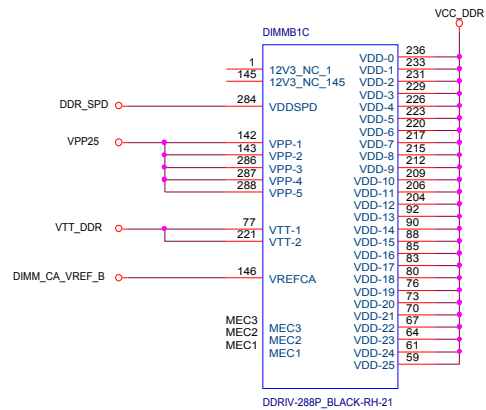 VCC_DDR
DIMMB1C
1 12V3_NC_1
145 12V3_NC_145
DDR_SPD 284 VDDSPD
VPP25 142 VPP-1
143 VPP-2
286 VPP-3
287 VPP-4
288 VPP-5
VTT_DDR 77 VTT-1
221 VTT-2
DIMM_CA_VREF_B 146 VREFCA
MEC3 MEC3
MEC2 MEC2
MEC1 MEC1
VDD-0 236
VDD-1 233
VDD-2 231
VDD-3 229
VDD-4 226
VDD-5 223
VDD-6 220
VDD-7 217
VDD-8 215
VDD-9 212
VDD-10 209
VDD-11 206
VDD-12 204
VDD-13 92
VDD-14 90
VDD-15 88
VDD-16 85
VDD-17 83
VDD-18 80
VDD-19 76
VDD-20 73
VDD-21 70
VDD-22 67
VDD-23 64
VDD-24 61
VDD-25 59
DDRIV-288P_BLACK-RH-21